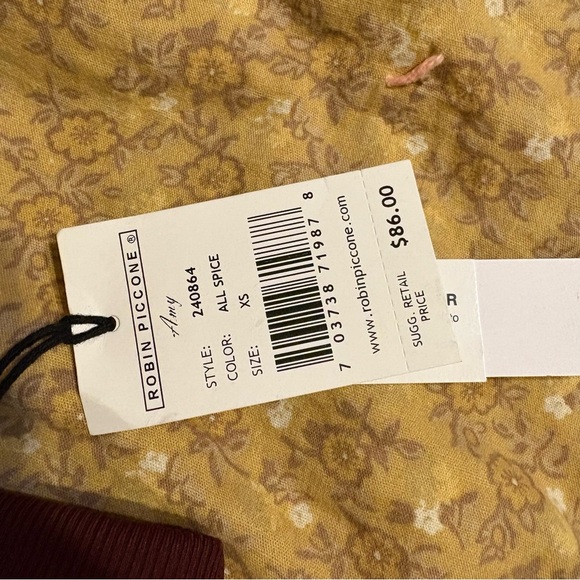 ROBIN PICCONE®
Amy
STYLE: 240864
COLOR: ALL SPICE
SIZE: XS
7 03738 71987 8
www.robinpiccone.com
SUGG. RETAIL
PRICE
$86.00
R